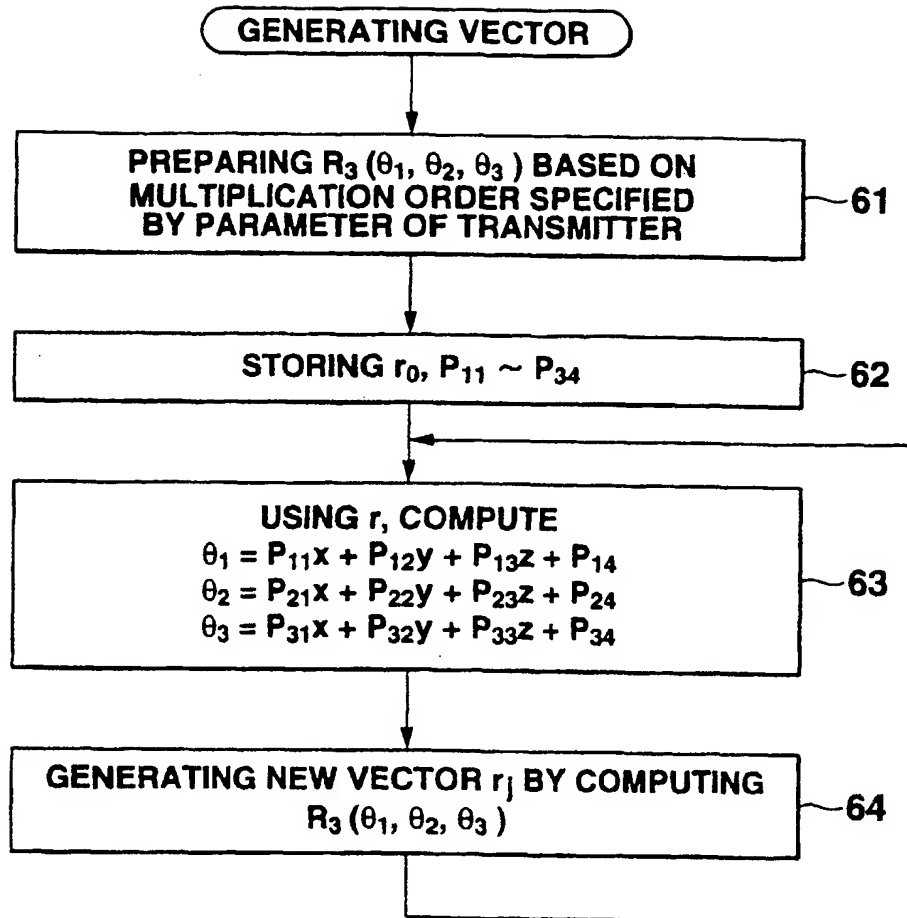 GENERATING VECTOR
PREPARING R₃ (θ₁, θ₂, θ₃) BASED ON
MULTIPLICATION ORDER SPECIFIED
BY PARAMETER OF TRANSMITTER
61
STORING r₀, P₁₁ ~ P₃₄
62
USING r, COMPUTE
θ₁ = P₁₁x + P₁₂y + P₁₃z + P₁₄
θ₂ = P₂₁x + P₂₂y + P₂₃z + P₂₄
θ₃ = P₃₁x + P₃₂y + P₃₃z + P₃₄
63
GENERATING NEW VECTOR rⱼ BY COMPUTING
R₃ (θ₁, θ₂, θ₃)
64